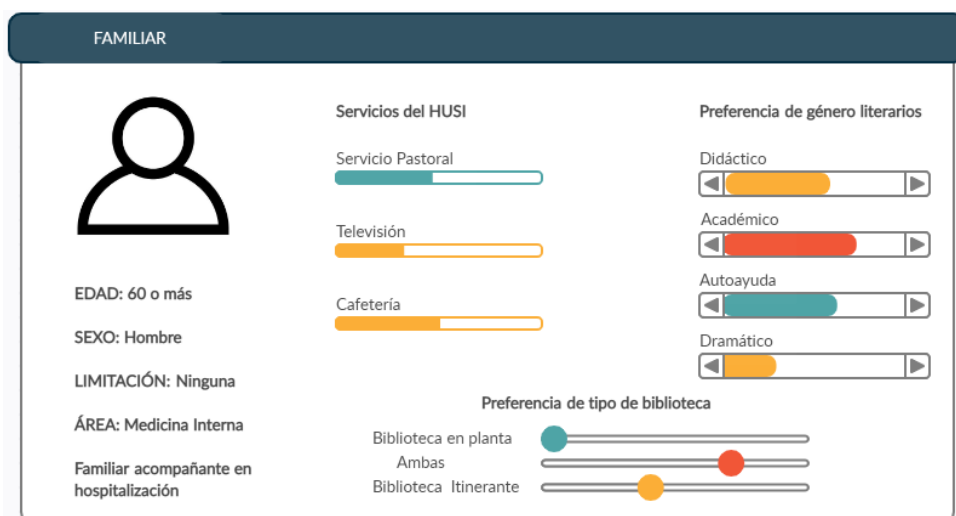 FAMILIAR
EDAD: 60 o más
SEXO: Hombre
LIMITACIÓN: Ninguna
ÁREA: Medicina Interna
Familiar acompañante en
hospitalización
Servicios del HUSI
Servicio Pastoral
Televisión
Cafetería
Preferencia de género literarios
Didáctico
Académico
Autoayuda
Dramático
Preferencia de tipo de biblioteca
Biblioteca en planta
Ambas
Biblioteca Itinerante